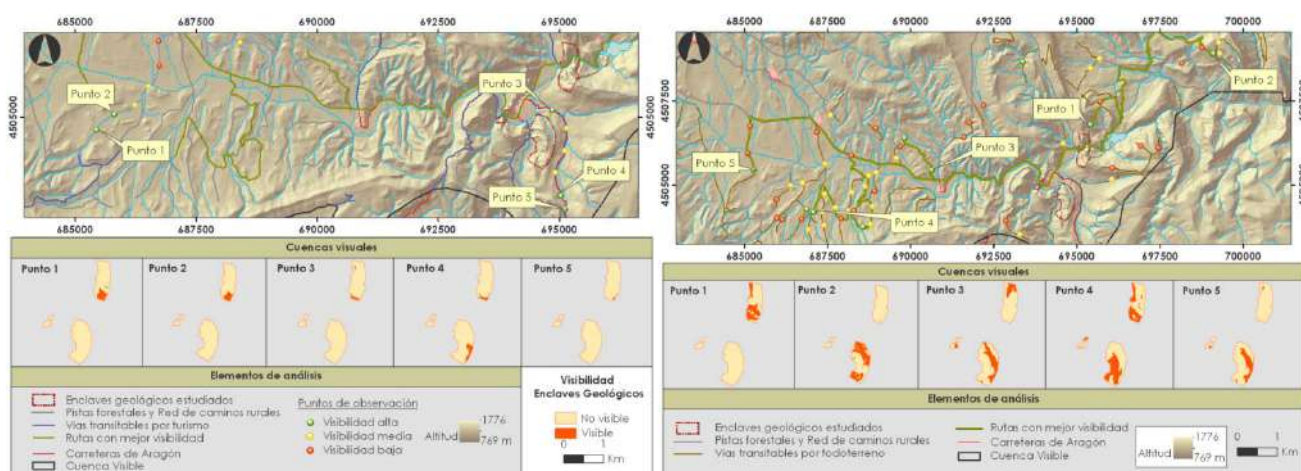 685000 687500 690000 692500 695000
4505000
4505000
Punto 3
Punto 2
Punto 1
Punto 4
Punto 5
685000 687500 690000 692500 695000
Cuencas visuales
Punto 1 Punto 2 Punto 3 Punto 4 Punto 5
Elementos de análisis
Enclaves geológicos estudiados
Pistas forestales y Red de caminos rurales
Vías transitables por turismo
Rutas con mejor visibilidad
Carreteras de Aragón
Cuenca Visible
Puntos de observación
Visibilidad alta
Visibilidad media
Visibilidad baja
Altitud
1776
769 m
Visibilidad
Enclaves Geológicos
No visible
Visible
0 1
Km
685000 687500 690000 692500 695000 697500 700000
4507500
4505000
Punto 2
Punto 1
Punto 3
Punto 5
Punto 4
685000 687500 690000 692500 695000 697500 700000
Cuencas visuales
Punto 1 Punto 2 Punto 3 Punto 4 Punto 5
Elementos de análisis
Enclaves geológicos estudiados
Pistas forestales y Red de caminos rurales
Vías transitables por todoterreno
Rutas con mejor visibilidad
Carreteras de Aragón
Cuenca Visible
Altitud
1776
769 m
0 1
Km